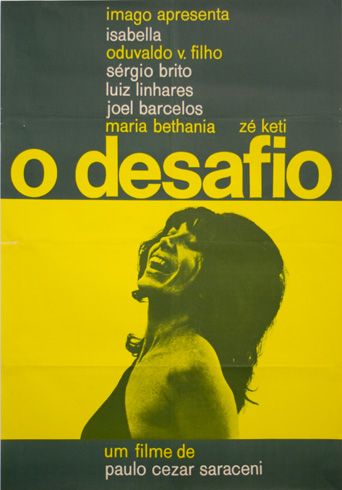 imago apresenta
isabella
oduvaldo v. filho
sérgio brito
luiz linhares
joel barcelos
maria bethania zé keti
o desafio
um filme de
paulo cezar saraceni